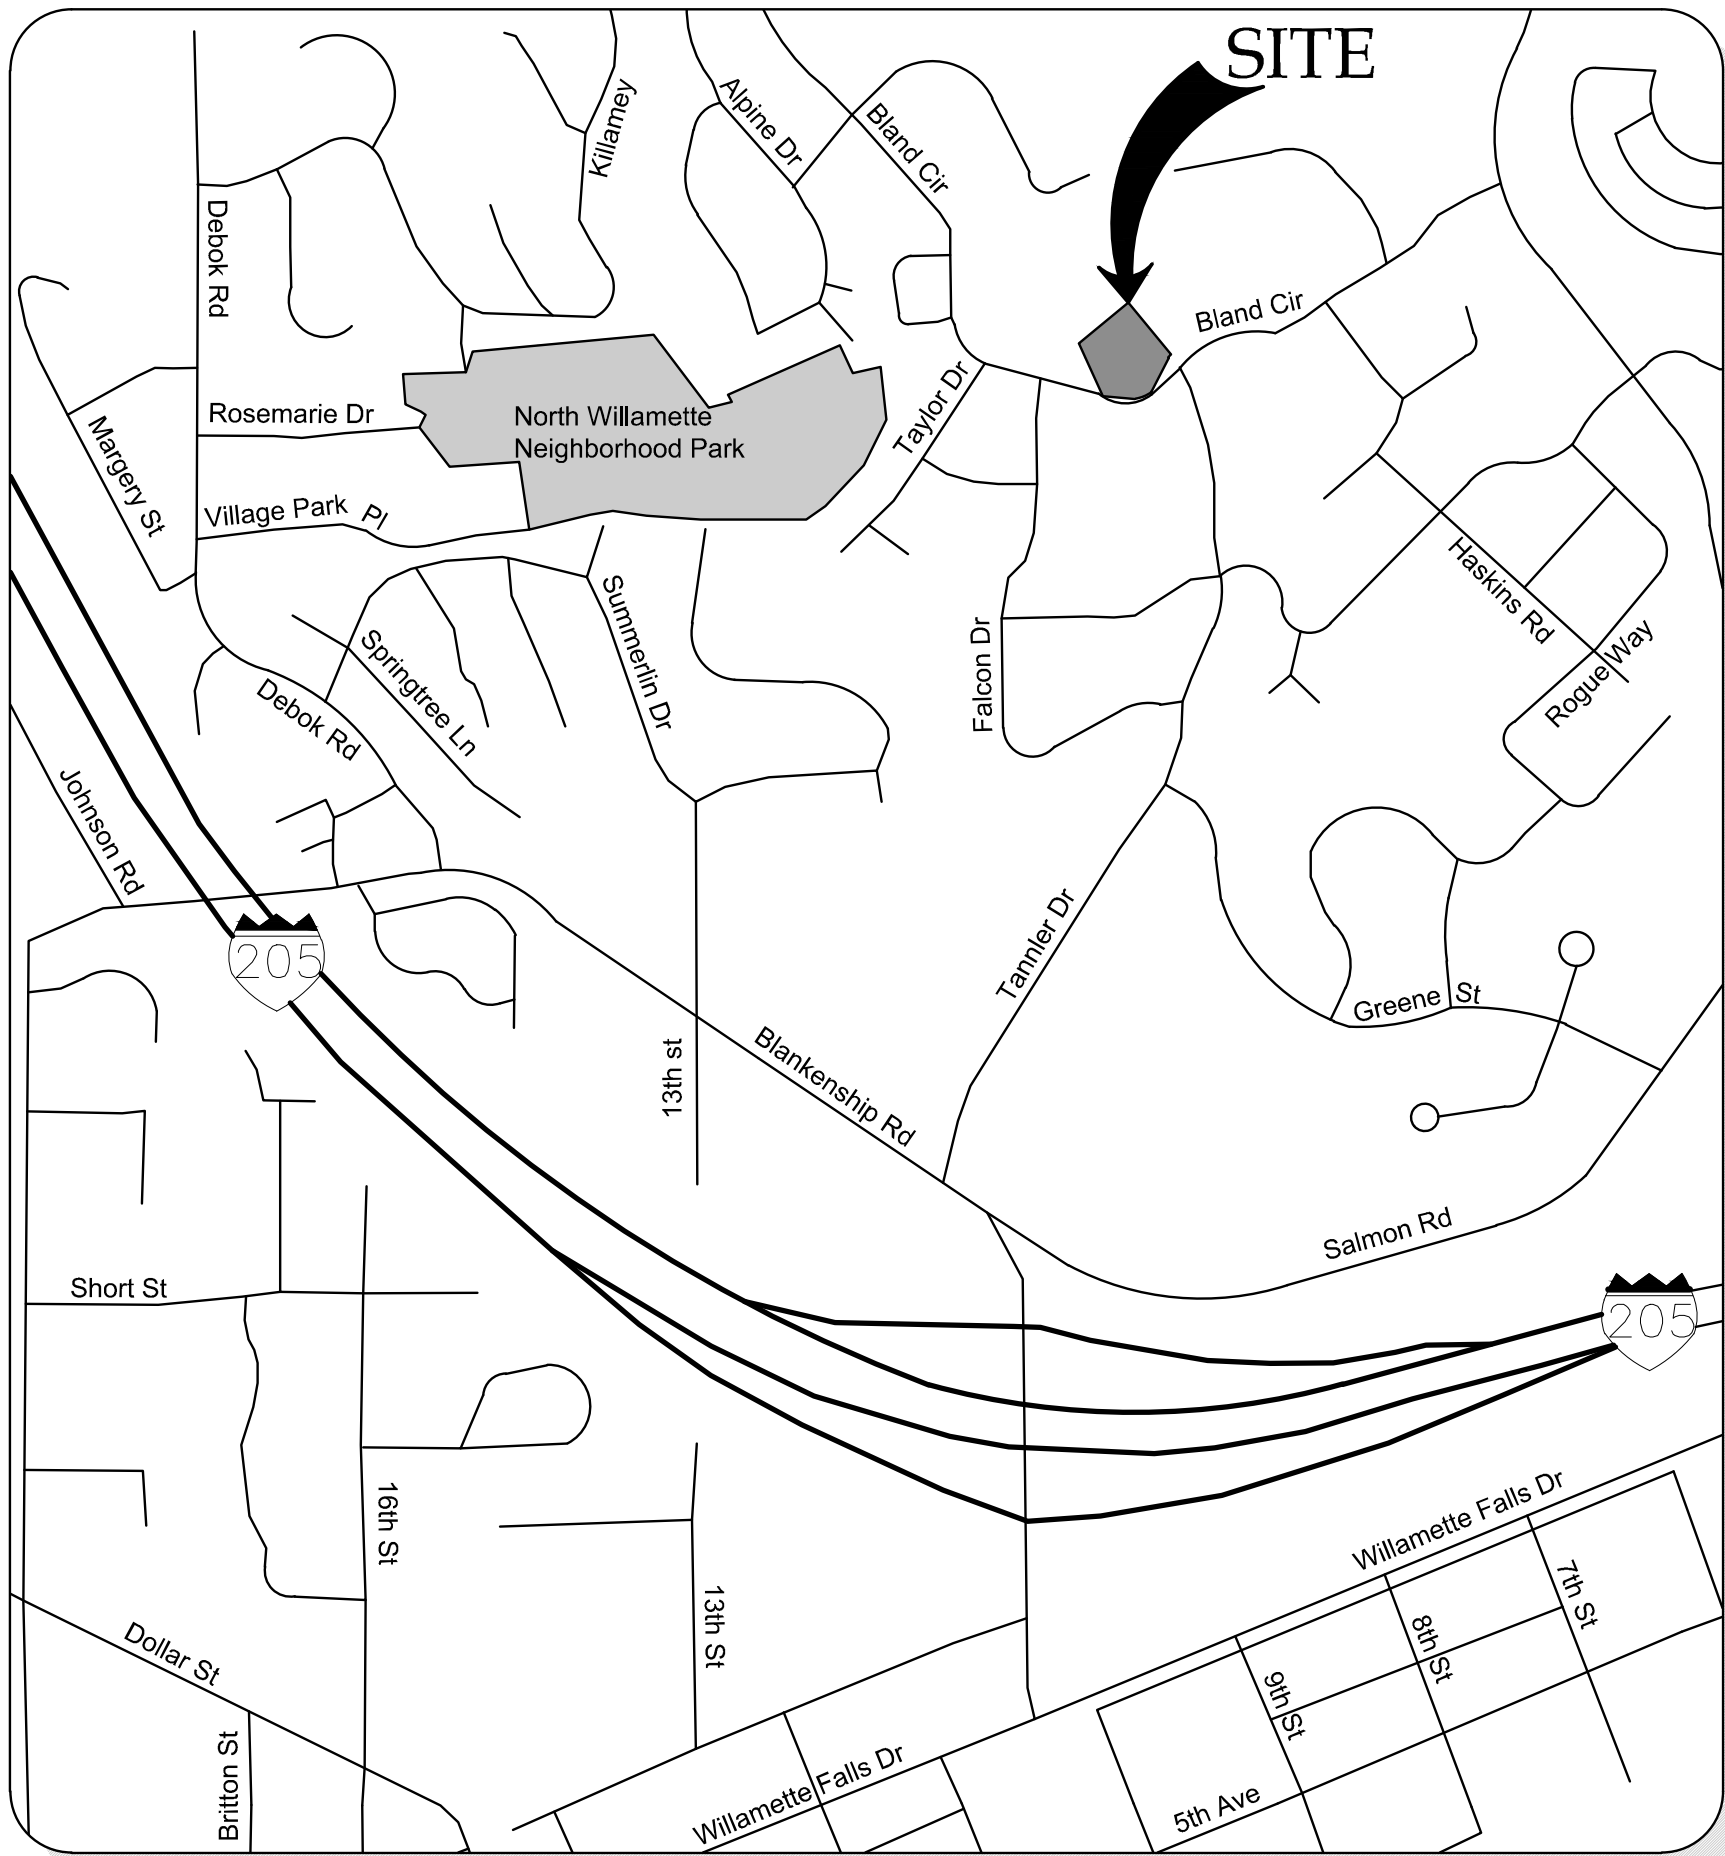 SITE
Killarney
Alpine Dr
Bland Cir
Debok Rd
Bland Cir
Taylor Dr
Rosemarie Dr
North Willamette
Neighborhood Park
Margery St
Village Park Pl
Haskins Rd
Summerlin Dr
Springtree Ln
Falcon Dr
Rogue Way
Debok Rd
Johnson Rd
Tannler Dr
205
Greene St
Blankenship Rd
13th st
Salmon Rd
Short St
205
16th St
Willamette Falls Dr
7th St
13th St
8th St
Dollar St
9th St
Britton St
Willamette Falls Dr
5th Ave